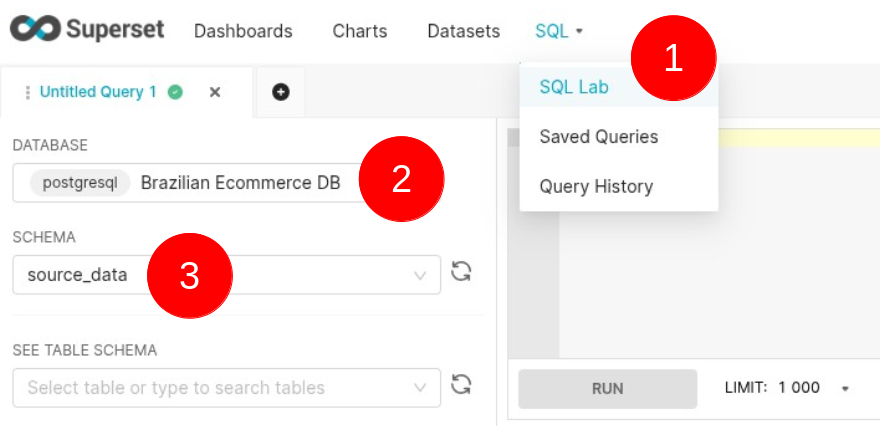 Superset Dashboards Charts Datasets SQL
1
Untitled Query 1
SQL Lab
Saved Queries
Query History
DATABASE
postgresql Brazilian Ecommerce DB
2
SCHEMA
source_data
3
SEE TABLE SCHEMA
Select table or type to search tables
RUN LIMIT: 1 000